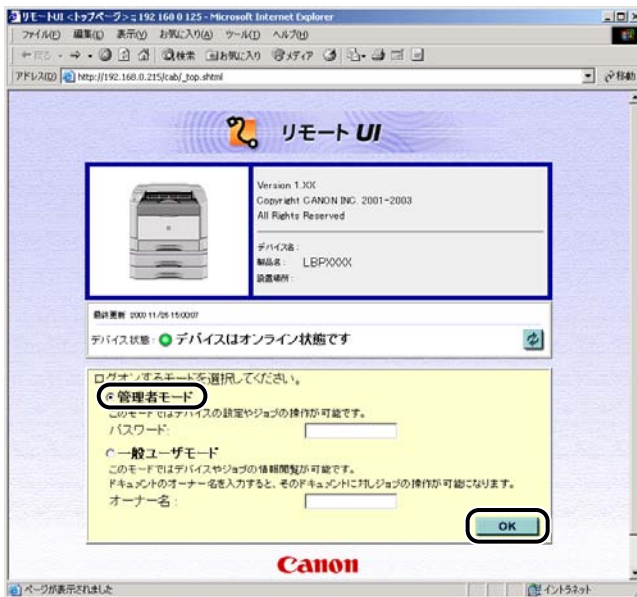 リモートUI <トップページ> : 192 168 0 125 - Microsoft Internet Explorer
ファイル(F) 編集(E) 表示(V) お気に入り(A) ツール(T) ヘルプ(H)
戻る 検索 お気に入り メディア
アドレス(D) http://192.168.0.215/cab/_top.shtml 移動
リモート UI
Version 1.XX
Copyright CANON INC. 2001-2003
All Rights Reserved
デバイス名 :
製品名 : LBPXXXX
設置場所 :
最終更新
デバイス状態 : デバイスはオンライン状態です
ログオンするモードを選択してください。
管理者モード
このモードではデバイスの設定やジョブの操作が可能です。
パスワード:
一般ユーザモード
このモードではデバイスやジョブの情報閲覧が可能です。
ドキュメントのオーナー名を入力すると、そのドキュメントに対しジョブの操作が可能になります。
オーナー名 :
OK
Canon
ページが表示されました イントラネット